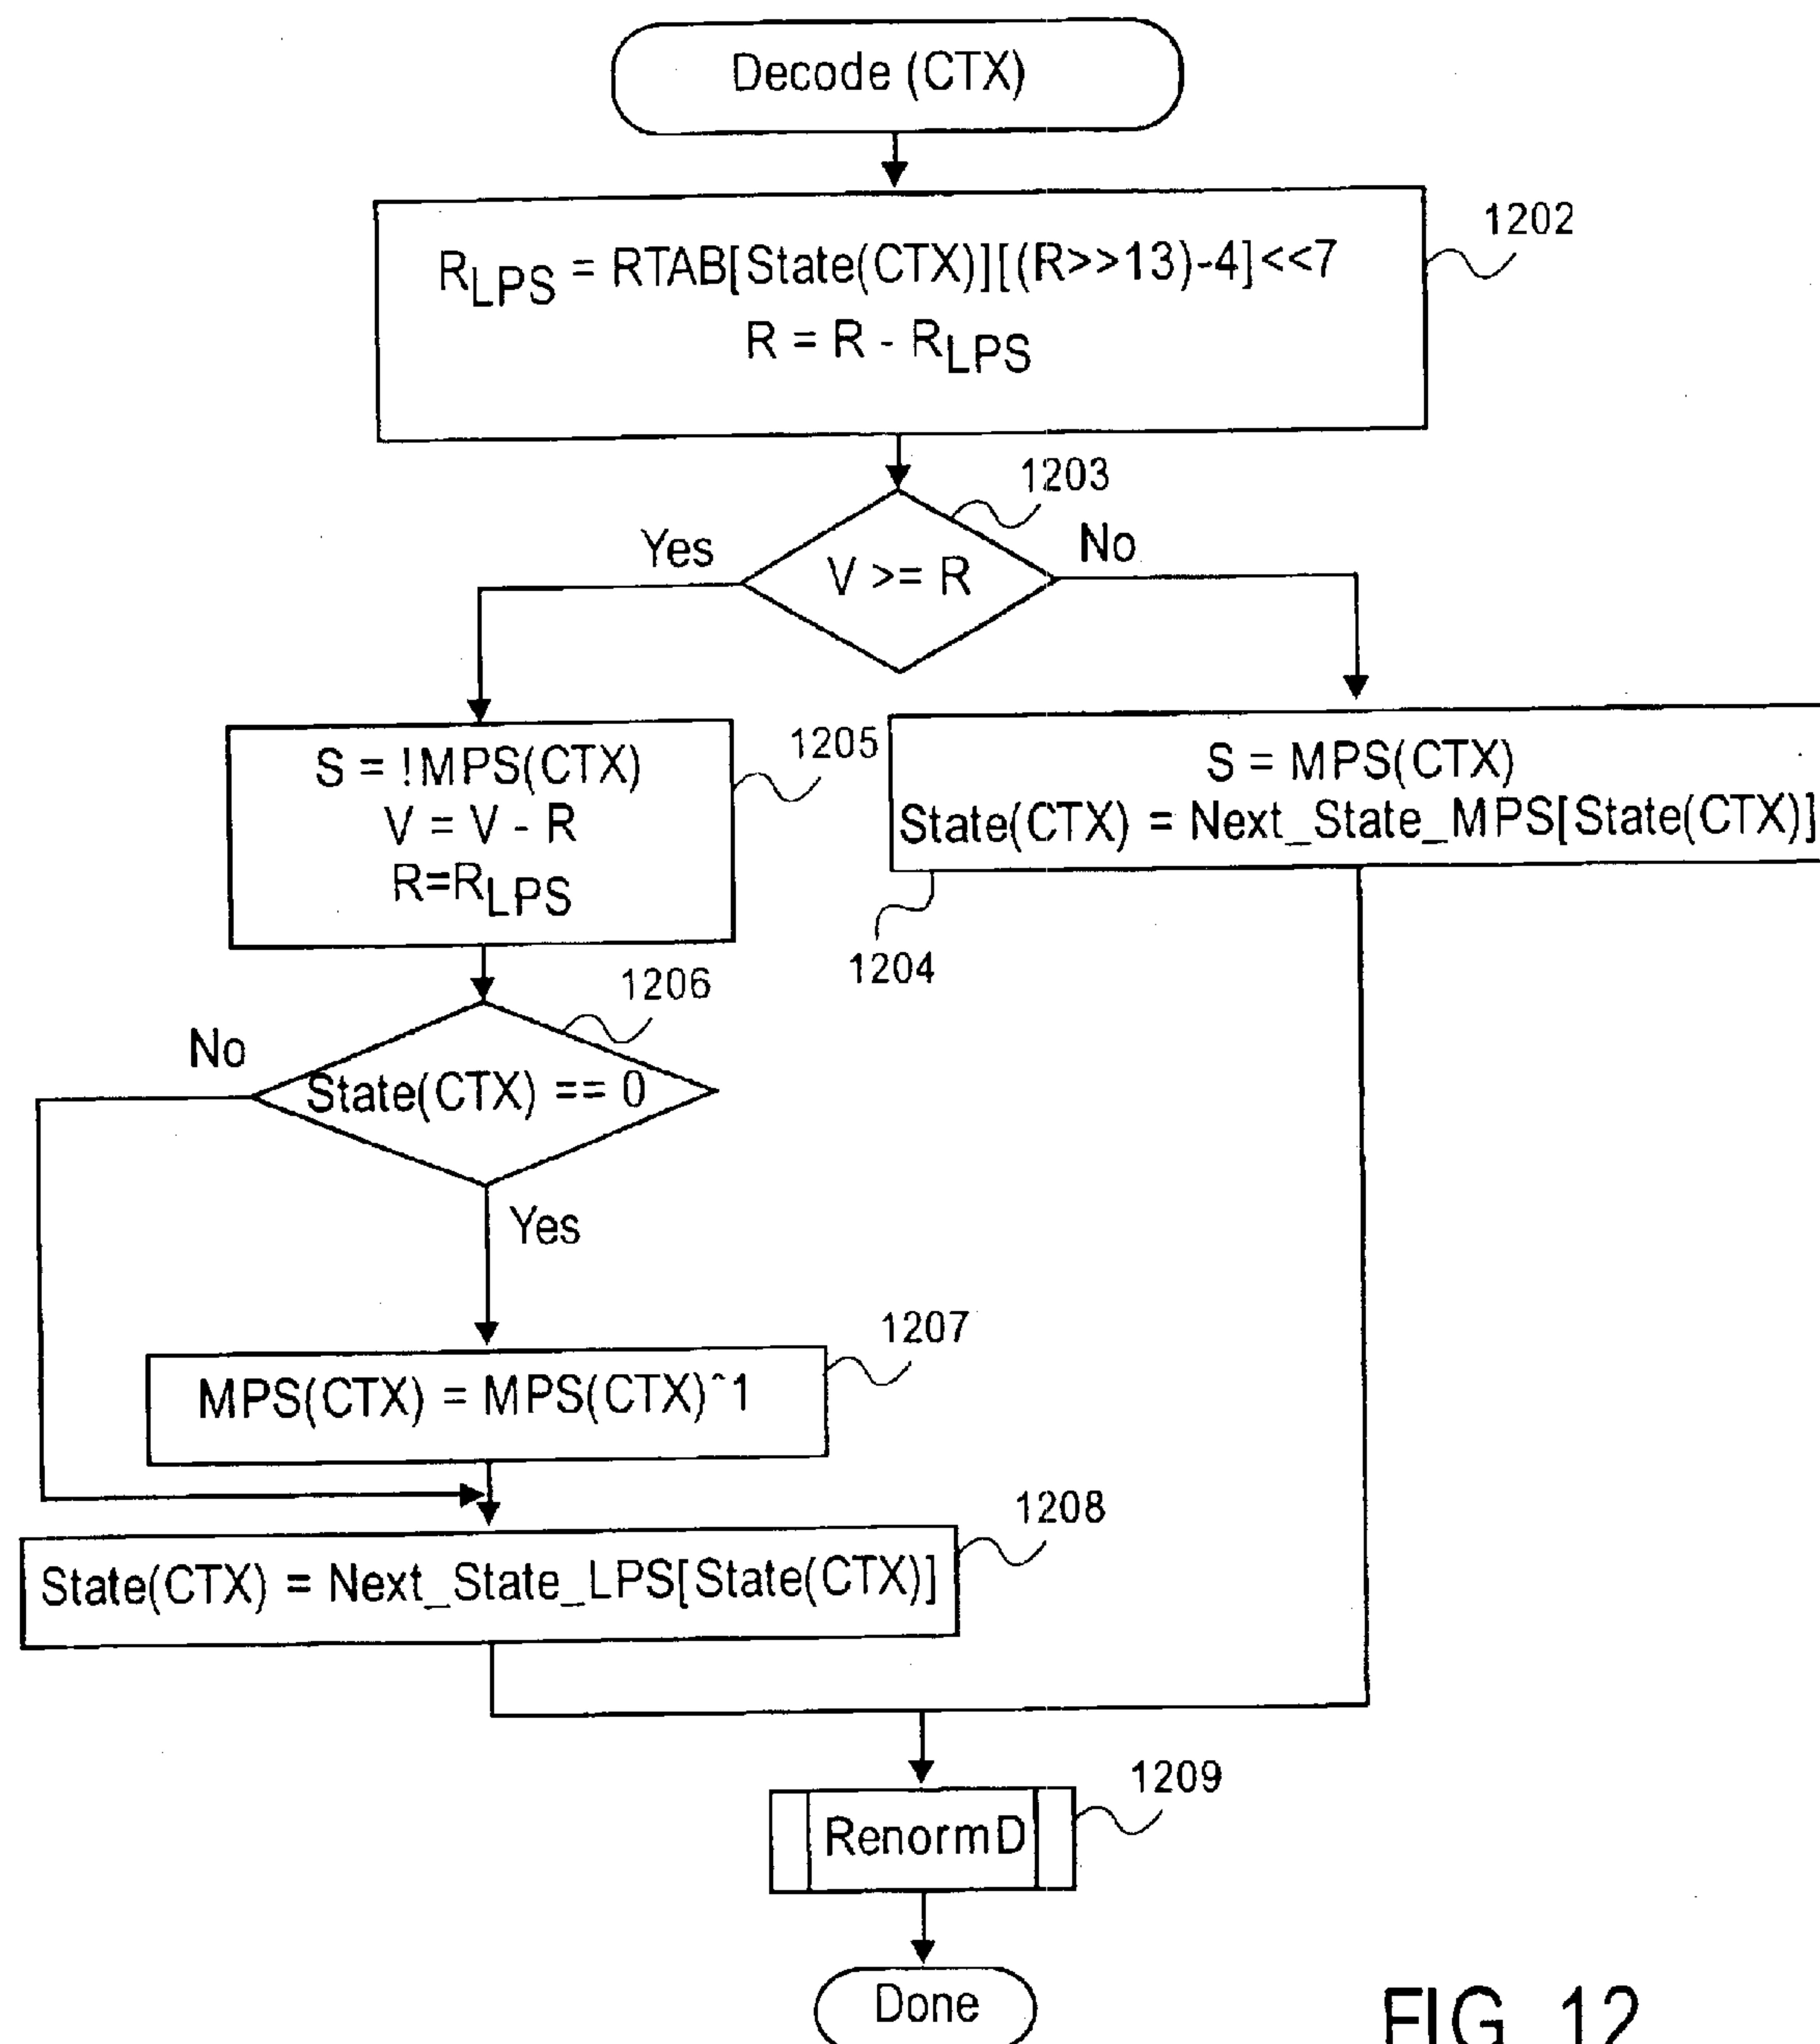 Decode (CTX)
1202
RLPS = RTAB[State(CTX)][(R>>13)-4]<<7
R = R - RLPS
1203
Yes
No
V >= R
1205
S = !MPS(CTX)
V = V - R
R=RLPS
S = MPS(CTX)
State(CTX) = Next_State_MPS[State(CTX)]
1204
1206
No
State(CTX) == 0
Yes
1207
MPS(CTX) = MPS(CTX)^1
1208
State(CTX) = Next_State_LPS[State(CTX)]
1209
RenormD
Done
FIG. 12